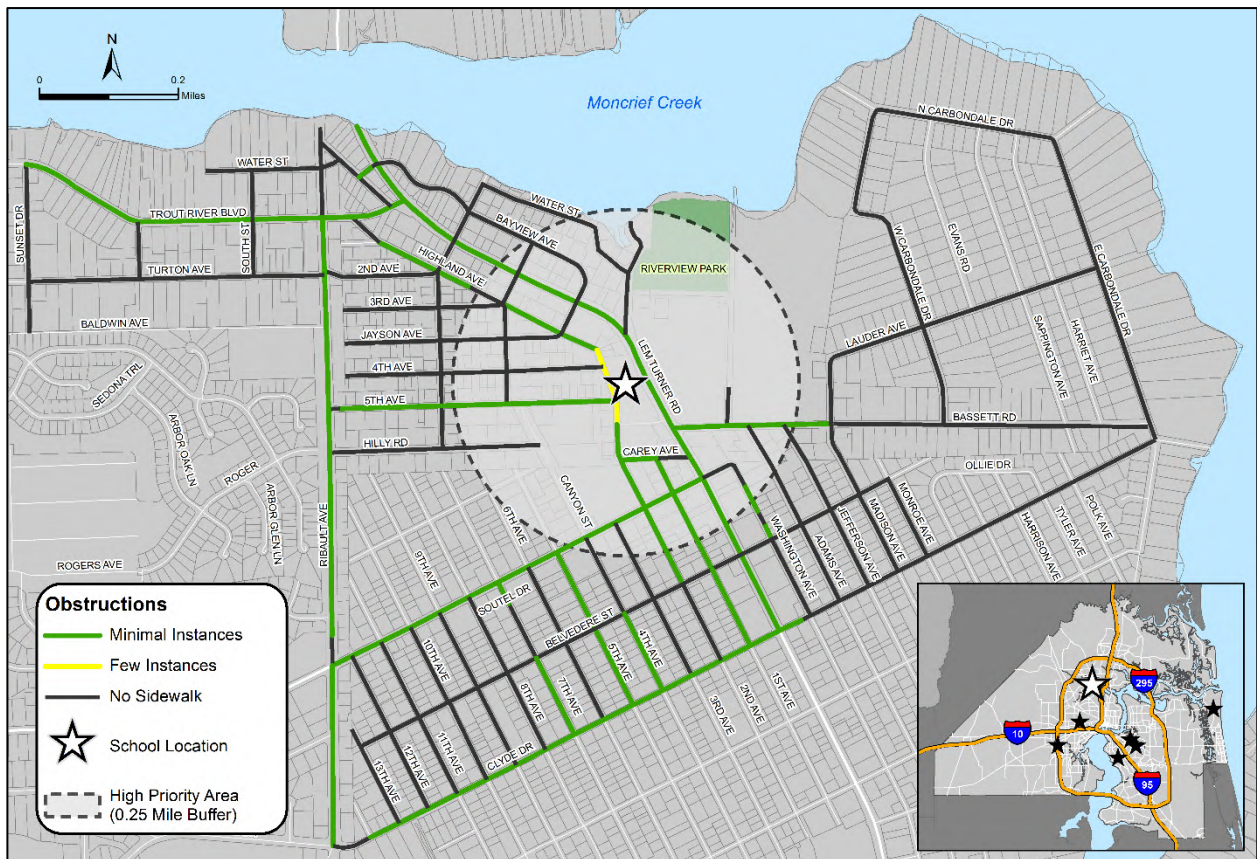 N
0
0.2
Miles
Moncrief Creek
N CARBONDALE DR
WATER ST
WATER ST
TROUT RIVER BLVD
SUNSET DR
SOUTH ST
TURTON AVE
BAYVIEW AVE
HIGHLAND AVE
RIVERVIEW PARK
W CARBONDALE DR
EVANS RD
E CARBONDALE DR
2ND AVE
3RD AVE
BALDWIN AVE
JAYSON AVE
LAUDER AVE
SAPPINGTON AVE
HARRIET AVE
LEM TURNER RD
4TH AVE
SEDONA TRL
5TH AVE
BASSETT RD
ARBOR OAK LN
HILLY RD
CAREY AVE
OLLIE DR
ROGER
CANYON ST
6TH AVE
ARBOR GLEN LN
RIBAULT AVE
9TH AVE
WASHINGTON AVE
ADAMS AVE
JEFFERSON AVE
MADISON AVE
MONROE AVE
HARRISON AVE
TYLER AVE
POLK AVE
ROGERS AVE
SOUTEL DR
BELVEDERE ST
10TH AVE
4TH AVE
5TH AVE
7TH AVE
8TH AVE
11TH AVE
12TH AVE
13TH AVE
CLYDE DR
3RD AVE
2ND AVE
1ST AVE
Obstructions
Minimal Instances
Few Instances
No Sidewalk
School Location
High Priority Area
(0.25 Mile Buffer)
295
10
95